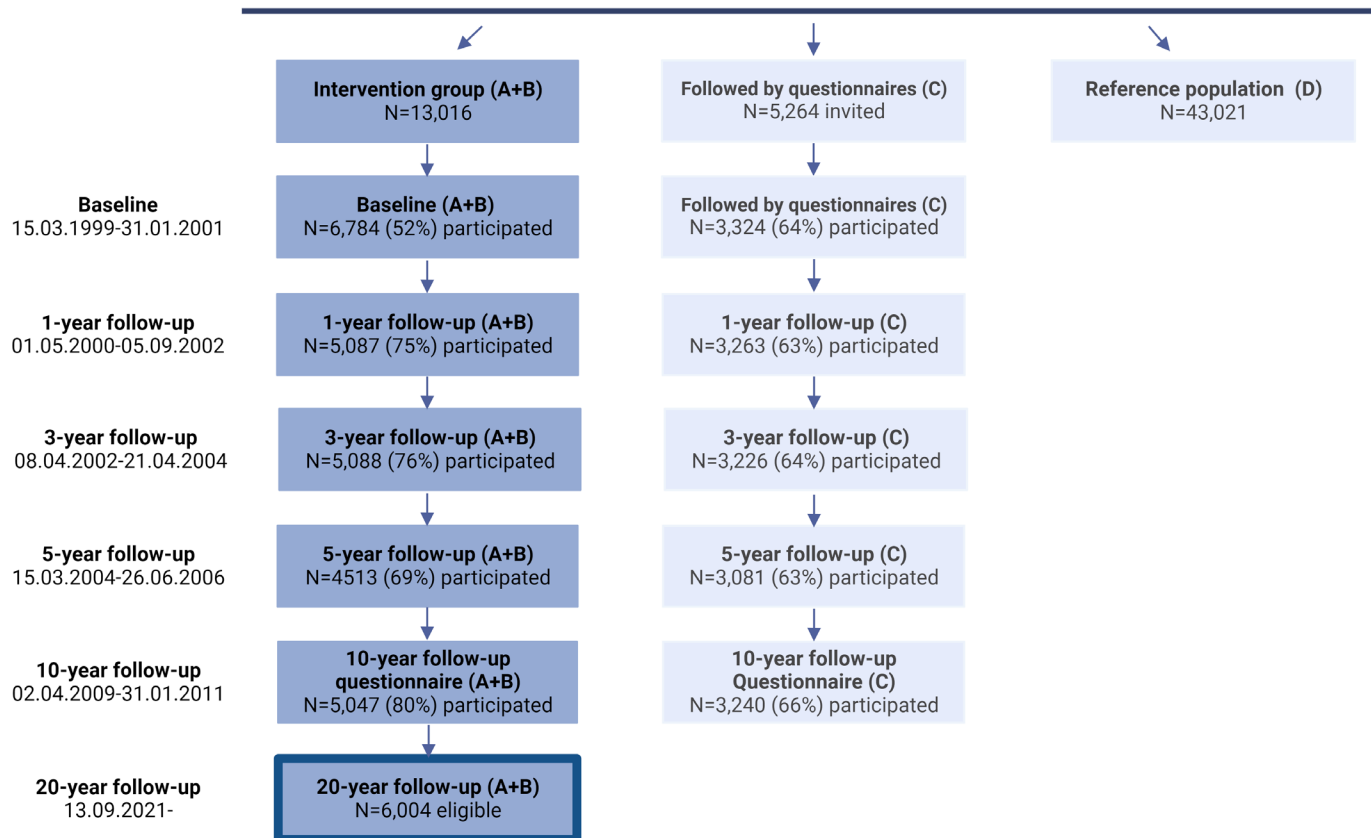 Intervention group (A+B)
N=13,016
Followed by questionnaires (C)
N=5,264 invited
Reference population (D)
N=43,021
Baseline
15.03.1999-31.01.2001
Baseline (A+B)
N=6,784 (52%) participated
Followed by questionnaires (C)
N=3,324 (64%) participated
1-year follow-up
01.05.2000-05.09.2002
1-year follow-up (A+B)
N=5,087 (75%) participated
1-year follow-up (C)
N=3,263 (63%) participated
3-year follow-up
08.04.2002-21.04.2004
3-year follow-up (A+B)
N=5,088 (76%) participated
3-year follow-up (C)
N=3,226 (64%) participated
5-year follow-up
15.03.2004-26.06.2006
5-year follow-up (A+B)
N=4513 (69%) participated
5-year follow-up (C)
N=3,081 (63%) participated
10-year follow-up
02.04.2009-31.01.2011
10-year follow-up
questionnaire (A+B)
N=5,047 (80%) participated
10-year follow-up
Questionnaire (C)
N=3,240 (66%) participated
20-year follow-up
13.09.2021-
20-year follow-up (A+B)
N=6,004 eligible